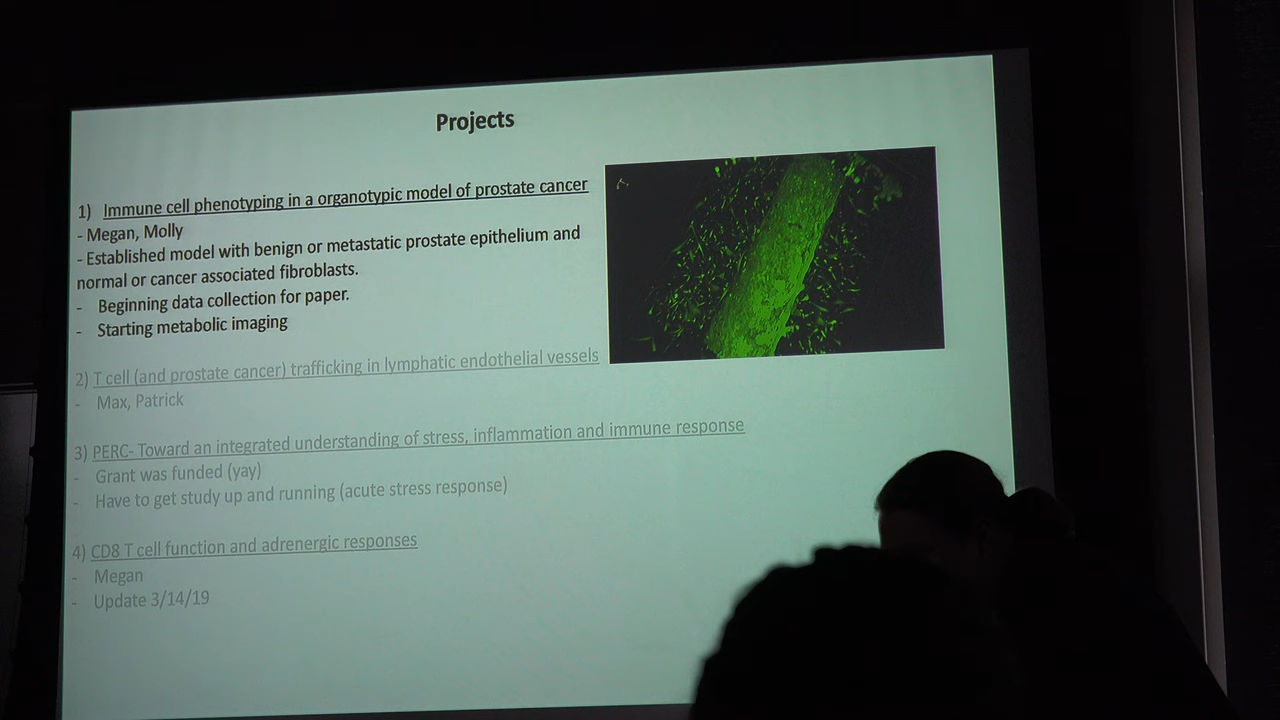 Projects
1) Immune cell phenotyping in a organotypic model of prostate cancer
- Megan, Molly
- Established model with benign or metastatic prostate epithelium and
normal or cancer associated fibroblasts.
- Beginning data collection for paper.
- Starting metabolic imaging
2) T cell (and prostate cancer) trafficking in lymphatic endothelial vessels
- Max, Patrick
3) PERC- Toward an integrated understanding of stress, inflammation and immune response
- Grant was funded (yay)
- Have to get study up and running (acute stress response)
4) CD8 T cell function and adrenergic responses
- Megan
- Update 3/14/19